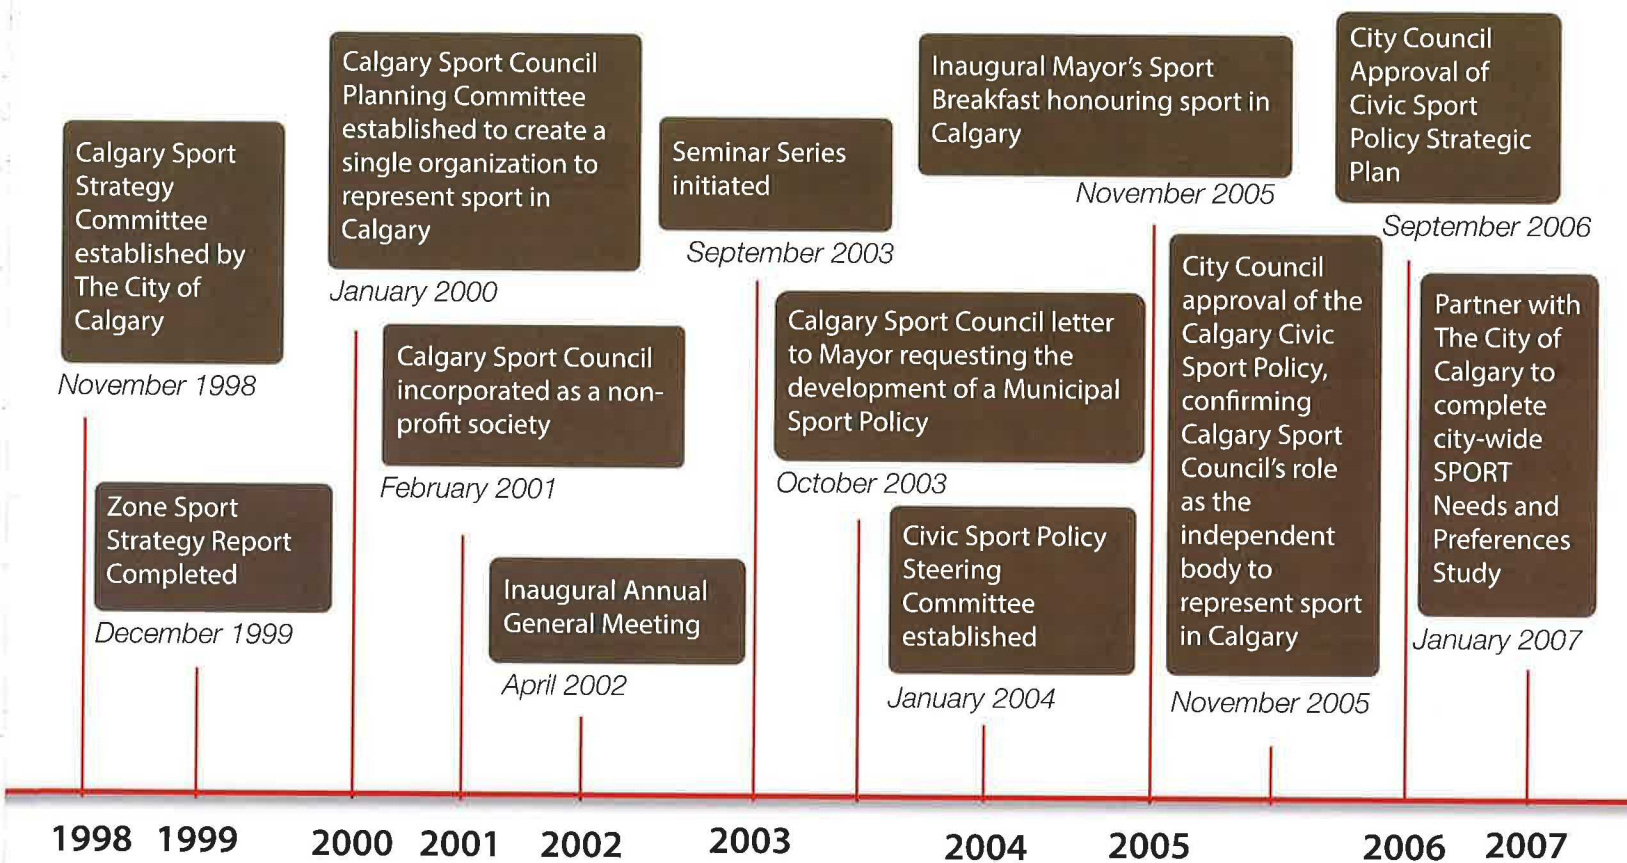 Calgary Sport
Strategy
Committee
established by
The City of
Calgary
November 1998
Zone Sport
Strategy Report
Completed
December 1999
Calgary Sport Council
Planning Committee
established to create a
single organization to
represent sport in
Calgary
January 2000
Calgary Sport Council
incorporated as a non-
profit society
February 2001
Inaugural Annual
General Meeting
April 2002
Seminar Series
initiated
September 2003
Calgary Sport Council letter
to Mayor requesting the
development of a Municipal
Sport Policy
October 2003
Civic Sport Policy
Steering
Committee
established
January 2004
Inaugural Mayor's Sport
Breakfast honouring sport in
Calgary
November 2005
City Council
approval of the
Calgary Civic
Sport Policy,
confirming
Calgary Sport
Council's role
as the
independent
body to
represent sport
in Calgary
November 2005
City Council
Approval of
Civic Sport
Policy Strategic
Plan
September 2006
Partner with
The City of
Calgary to
complete
city-wide
SPORT
Needs and
Preferences
Study
January 2007
1998 1999 2000 2001 2002 2003 2004 2005 2006 2007